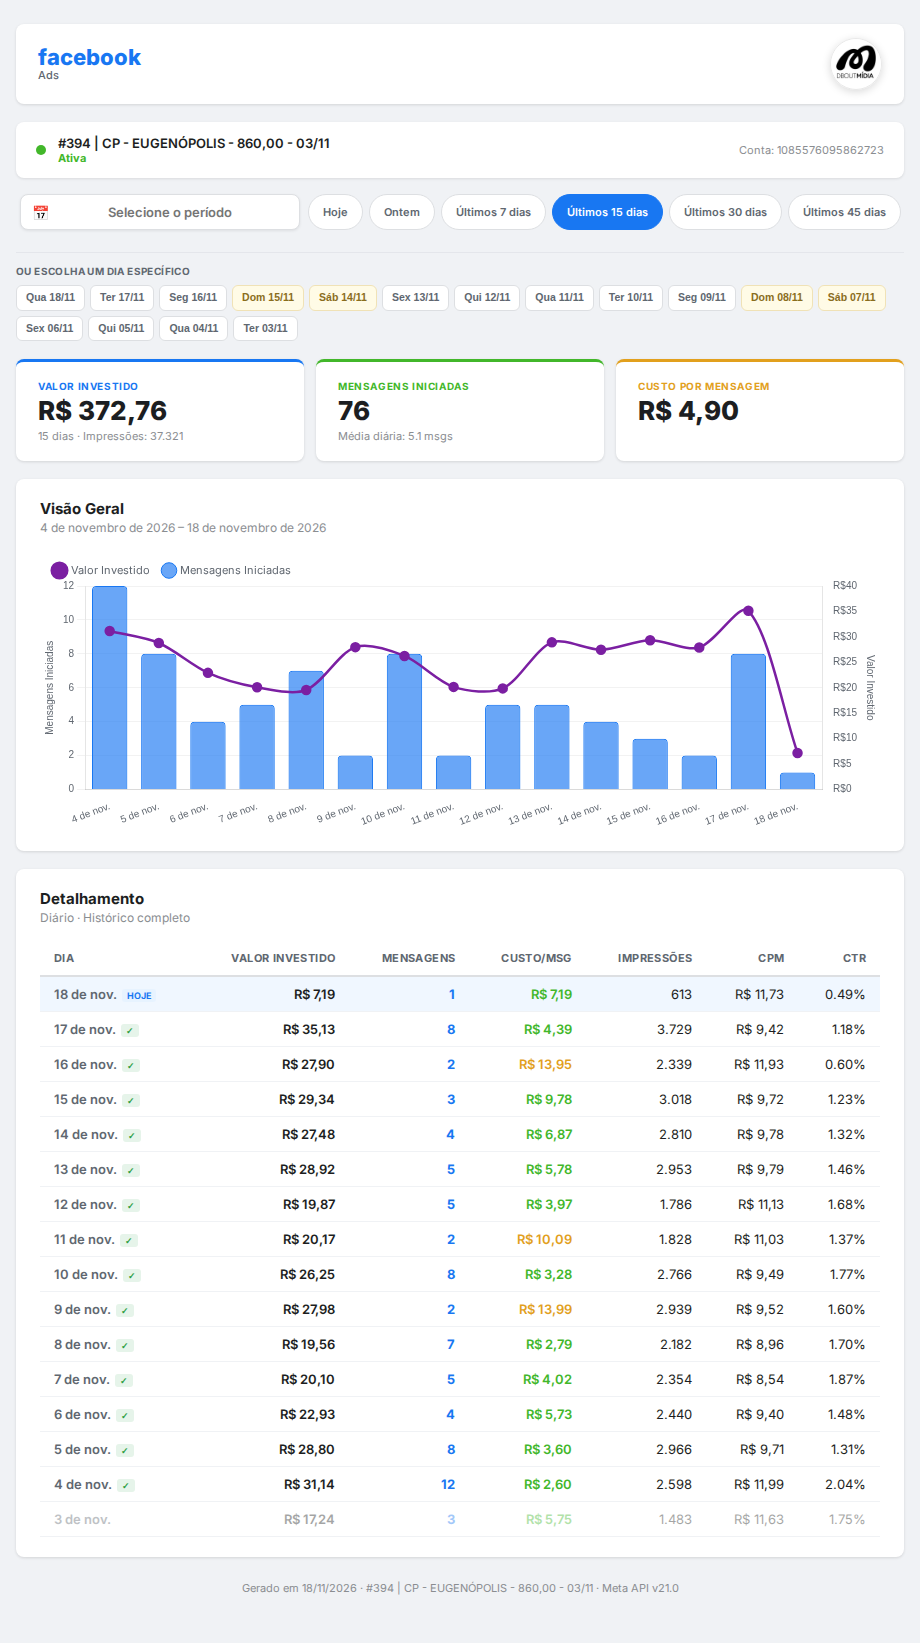 facebook
Ads
DBOUTMÍDIA
#394 | CP - EUGENÓPOLIS - 860,00 - 03/11
Ativa
Conta: 1085576095862723
Selecione o período
Hoje
Ontem
Últimos 7 dias
Últimos 15 dias
Últimos 30 dias
Últimos 45 dias
OU ESCOLHA UM DIA ESPECÍFICO
Qua 18/11 Ter 17/11 Seg 16/11 Dom 15/11 Sáb 14/11 Sex 13/11 Qui 12/11 Qua 11/11 Ter 10/11 Seg 09/11 Dom 08/11 Sáb 07/11
Sex 06/11 Qui 05/11 Qua 04/11 Ter 03/11
VALOR INVESTIDO
R$ 372,76
15 dias · Impressões: 37.321
MENSAGENS INICIADAS
76
Média diária: 5.1 msgs
CUSTO POR MENSAGEM
R$ 4,90
Visão Geral
4 de novembro de 2026 – 18 de novembro de 2026
Valor Investido Mensagens Iniciadas
Mensagens Iniciadas
12
10
8
6
4
2
0
R$40
R$35
R$30
R$25
R$20
R$15
R$10
R$5
R$0
Valor Investido
4 de nov. 5 de nov. 6 de nov. 7 de nov. 8 de nov. 9 de nov. 10 de nov. 11 de nov. 12 de nov. 13 de nov. 14 de nov. 15 de nov. 16 de nov. 17 de nov. 18 de nov.
Detalhamento
Diário · Histórico completo
DIA VALOR INVESTIDO MENSAGENS CUSTO/MSG IMPRESSÕES CPM CTR
18 de nov. HOJE R$ 7,19 1 R$ 7,19 613 R$ 11,73 0.49%
17 de nov. ✓ R$ 35,13 8 R$ 4,39 3.729 R$ 9,42 1.18%
16 de nov. ✓ R$ 27,90 2 R$ 13,95 2.339 R$ 11,93 0.60%
15 de nov. ✓ R$ 29,34 3 R$ 9,78 3.018 R$ 9,72 1.23%
14 de nov. ✓ R$ 27,48 4 R$ 6,87 2.810 R$ 9,78 1.32%
13 de nov. ✓ R$ 28,92 5 R$ 5,78 2.953 R$ 9,79 1.46%
12 de nov. ✓ R$ 19,87 5 R$ 3,97 1.786 R$ 11,13 1.68%
11 de nov. ✓ R$ 20,17 2 R$ 10,09 1.828 R$ 11,03 1.37%
10 de nov. ✓ R$ 26,25 8 R$ 3,28 2.766 R$ 9,49 1.77%
9 de nov. ✓ R$ 27,98 2 R$ 13,99 2.939 R$ 9,52 1.60%
8 de nov. ✓ R$ 19,56 7 R$ 2,79 2.182 R$ 8,96 1.70%
7 de nov. ✓ R$ 20,10 5 R$ 4,02 2.354 R$ 8,54 1.87%
6 de nov. ✓ R$ 22,93 4 R$ 5,73 2.440 R$ 9,40 1.48%
5 de nov. ✓ R$ 28,80 8 R$ 3,60 2.966 R$ 9,71 1.31%
4 de nov. ✓ R$ 31,14 12 R$ 2,60 2.598 R$ 11,99 2.04%
3 de nov. R$ 17,24 3 R$ 5,75 1.483 R$ 11,63 1.75%
Gerado em 18/11/2026 · #394 | CP - EUGENÓPOLIS - 860,00 - 03/11 · Meta API v21.0